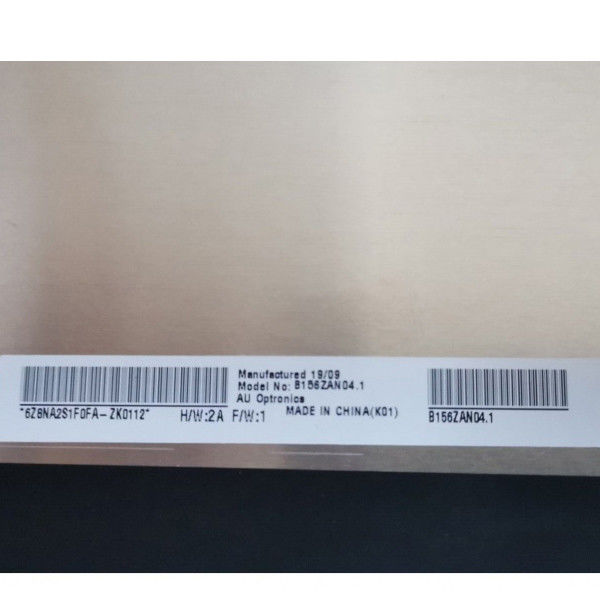 Manufactured 19/09
Model No: B156ZAN04.1
AU Optronics
*6Z8NA2S1F0FA-ZK0112* H/W:2A F/W:1 MADE IN CHINA(K01)
B156ZAN04.1